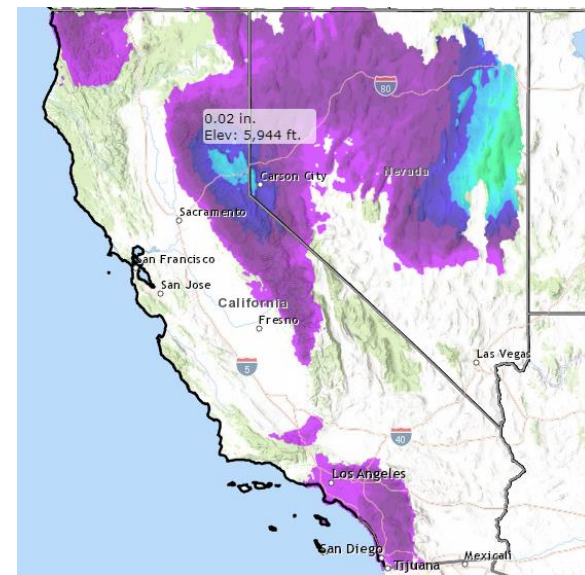 80
0.02 in.
Elev: 5,944 ft.
Carson City
Nevada
Sacramento
San Francisco
San Jose
California
Fresno
Las Vegas
5
40
Los Angeles
San Diego
Tijuana
Mexicali